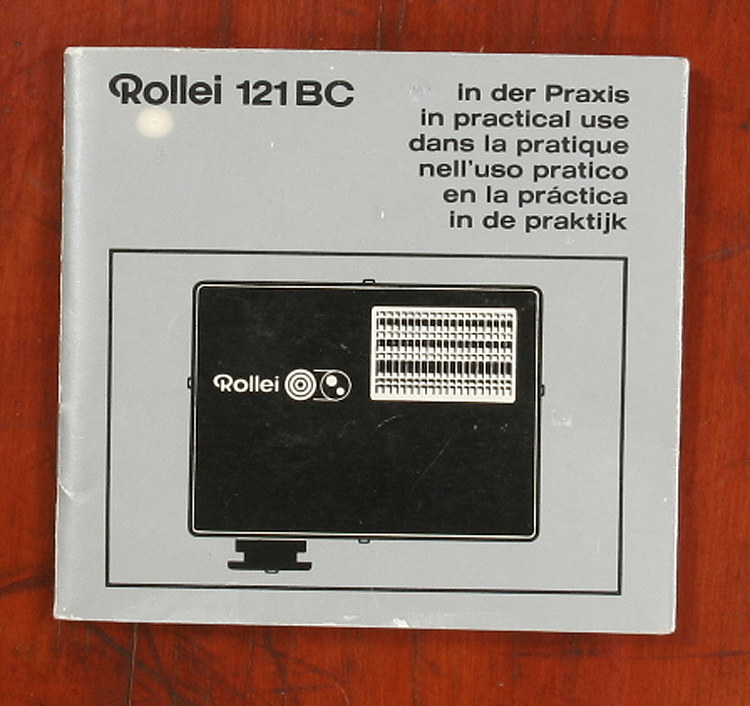 Rollei 121 BC
in der Praxis
in practical use
dans la pratique
nell'uso pratico
en la práctica
in de praktijk
Rollei